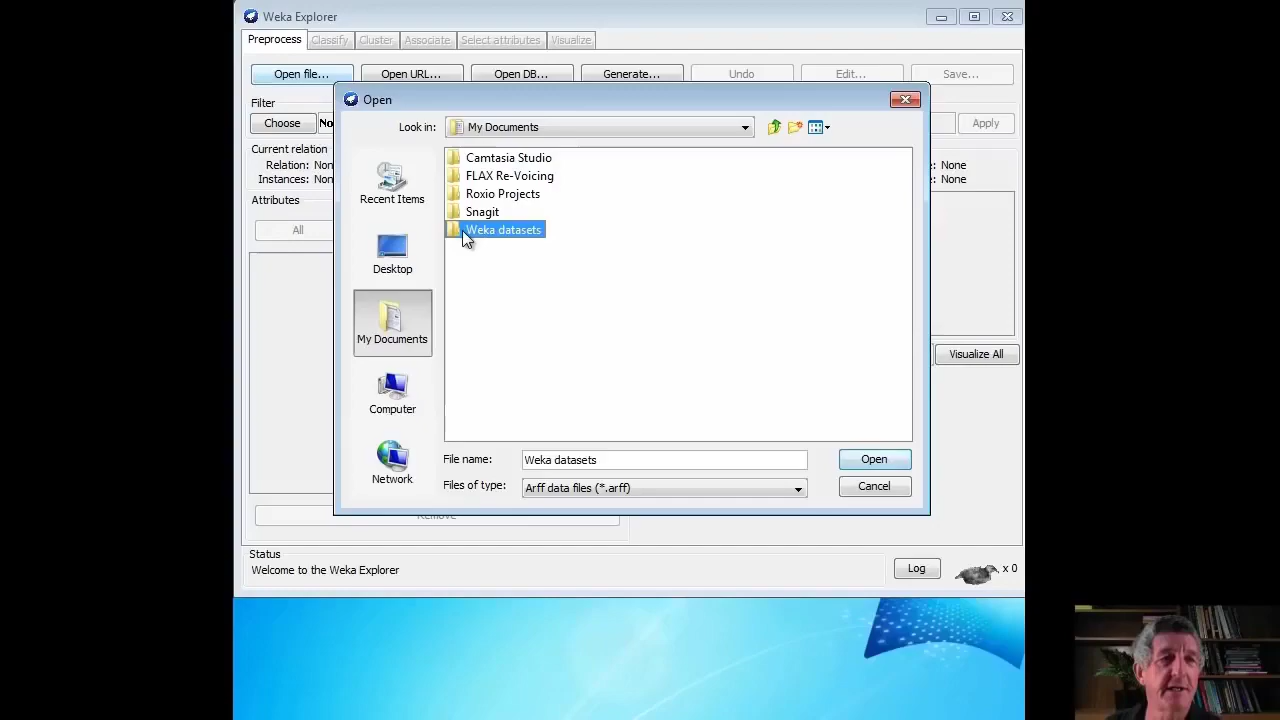 Weka Explorer
Preprocess Classify Cluster Associate Select attributes Visualize
Open file... Open URL... Open DB... Generate... Undo Edit... Save...
Open
Filter
Choose No Apply
Look in: My Documents
Current relation
Relation: Non e: None
Instances: Non e: None
Attributes
All
Recent Items
Desktop
My Documents
Computer
Network
Camtasia Studio
FLAX Re-Voicing
Roxio Projects
Snagit
Weka datasets
Visualize All
File name: Weka datasets Open
Files of type: Arff data files (*.arff) Cancel
Remove
Status
Welcome to the Weka Explorer
Log x 0